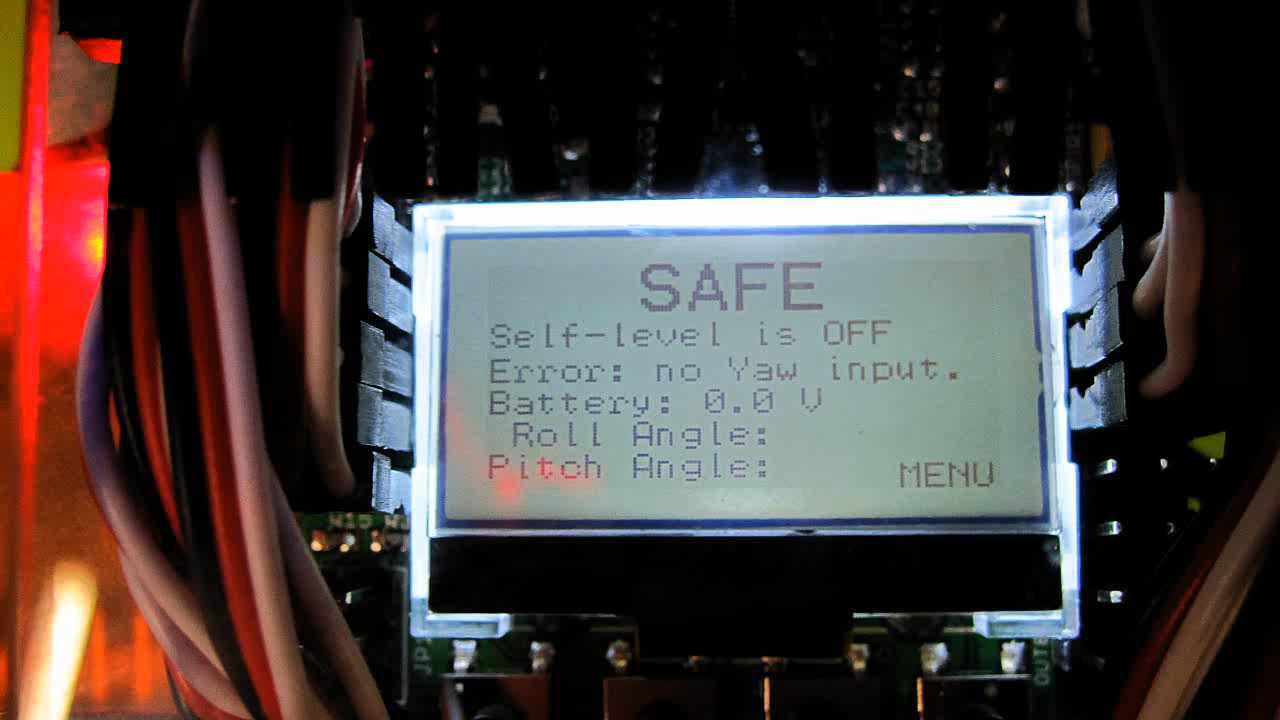 SAFE
Self-level is OFF
Error: no Yaw input.
Battery: 0.0 V
Roll Angle:
Pitch Angle:
MENU